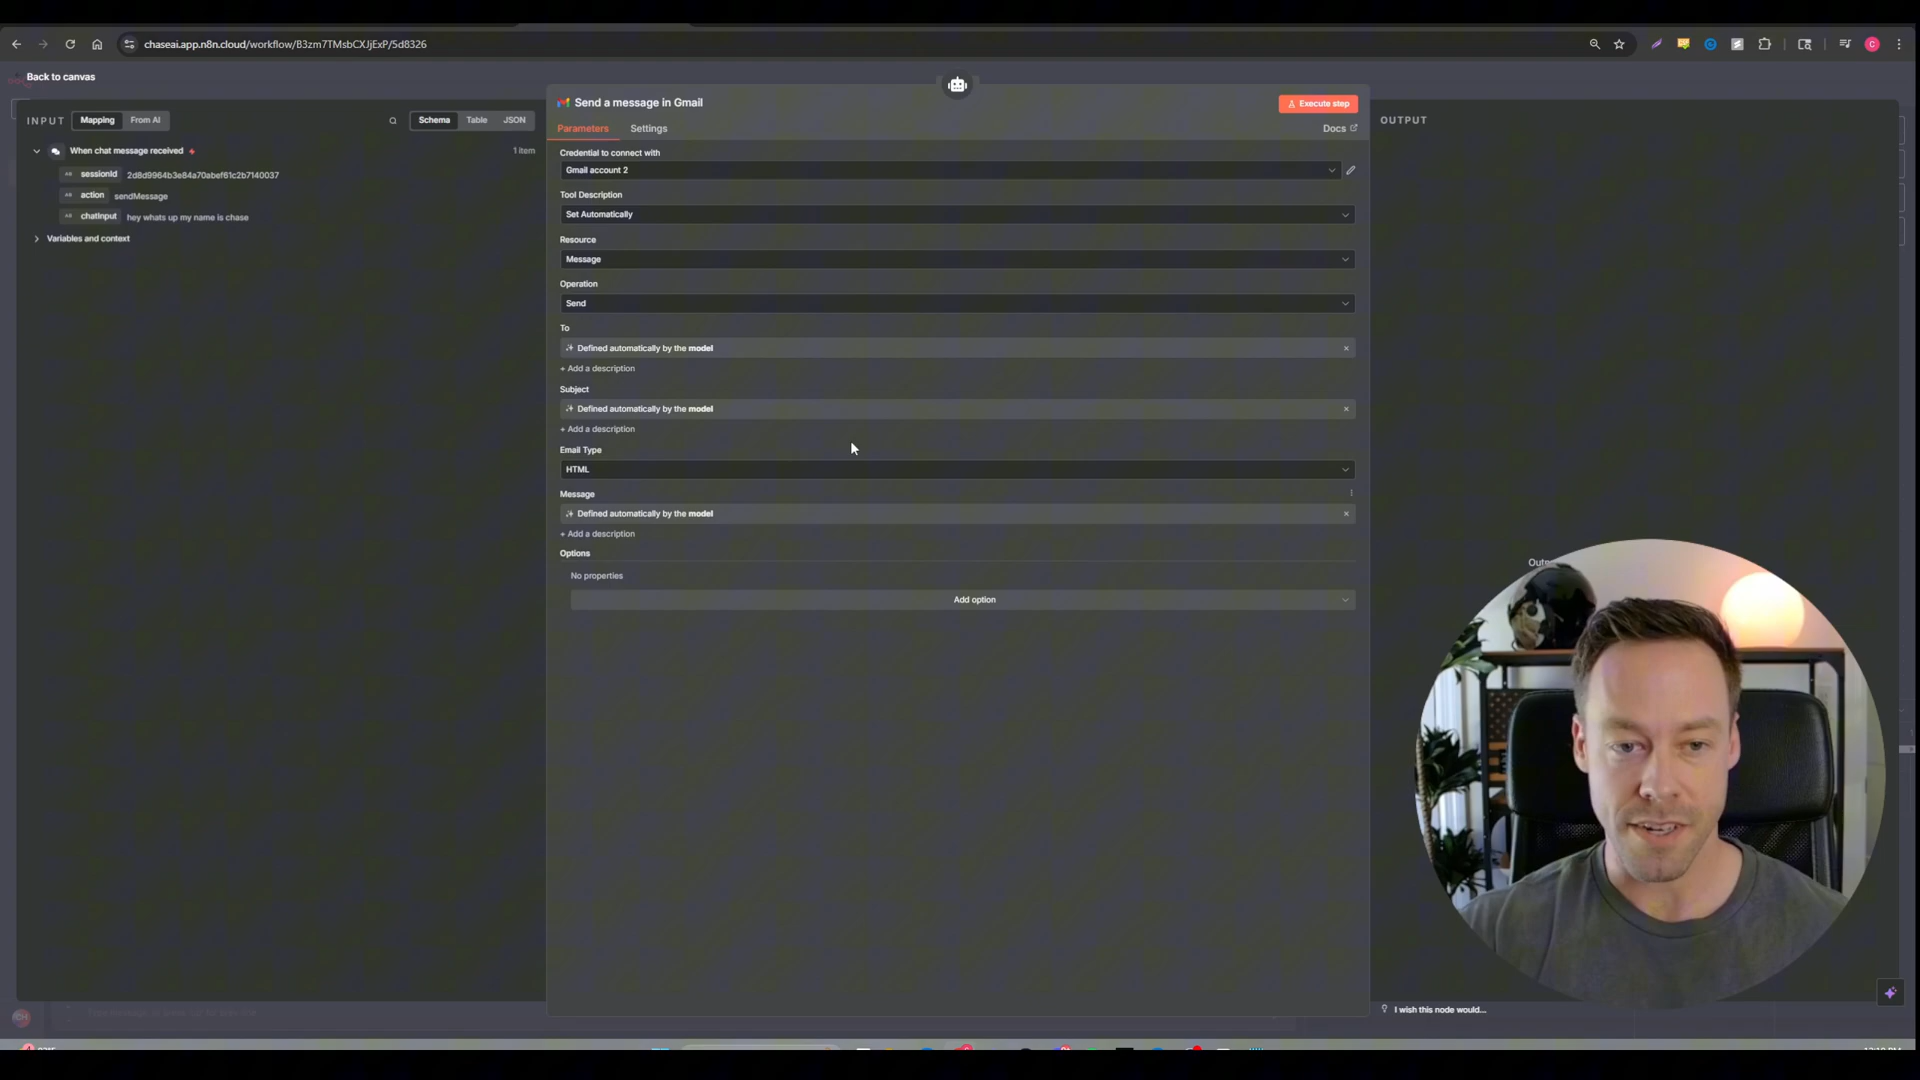 chaseai.app.n8n.cloud/workflow/B3zm7TMsbCXJjExP/5d8326
Back to canvas
INPUT Mapping From AI Schema Table JSON
When chat message received 1 item
sessionId 2d8d9964b3e84a70abef61c2b7140037
action sendMessage
chatInput hey whats up my name is chase
Variables and context
Send a message in Gmail Execute step
Parameters Settings Docs
Credential to connect with
Gmail account 2
Tool Description
Set Automatically
Resource
Message
Operation
Send
To
Defined automatically by the model
+ Add a description
Subject
Defined automatically by the model
+ Add a description
Email Type
HTML
Message
Defined automatically by the model
+ Add a description
Options
No properties
Add option
OUTPUT
I wish this node would...